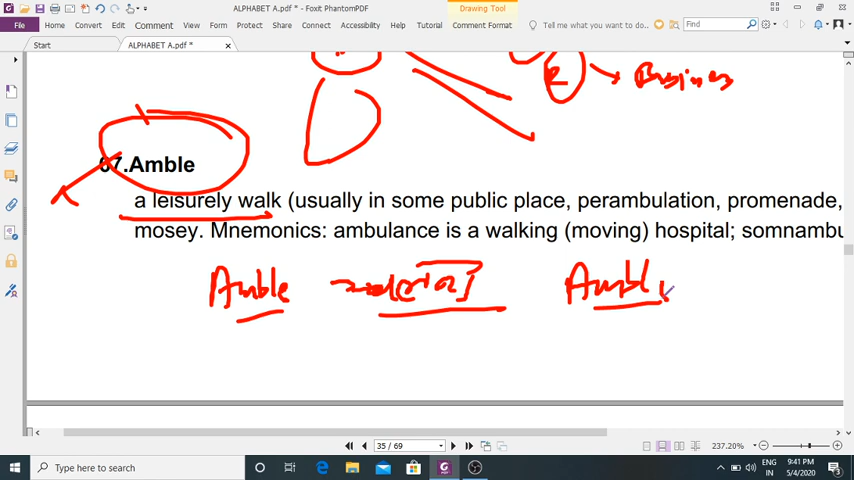 ALPHABET A.pdf * - Foxit PhantomPDF
Drawing Tool
File Home Convert Edit Comment View Form Protect Share Connect Accessibility Help Tutorial Comment Format Tell me what you want to do.. Find
Start ALPHABET A.pdf *
Business
67.Amble
a leisurely walk (usually in some public place, perambulation, promenade,
mosey. Mnemonics: ambulance is a walking (moving) hospital; somnambu
Amble Ambl
35 / 69 237.20%
Type here to search ENG 9:41 PM
IN 5/4/2020 3